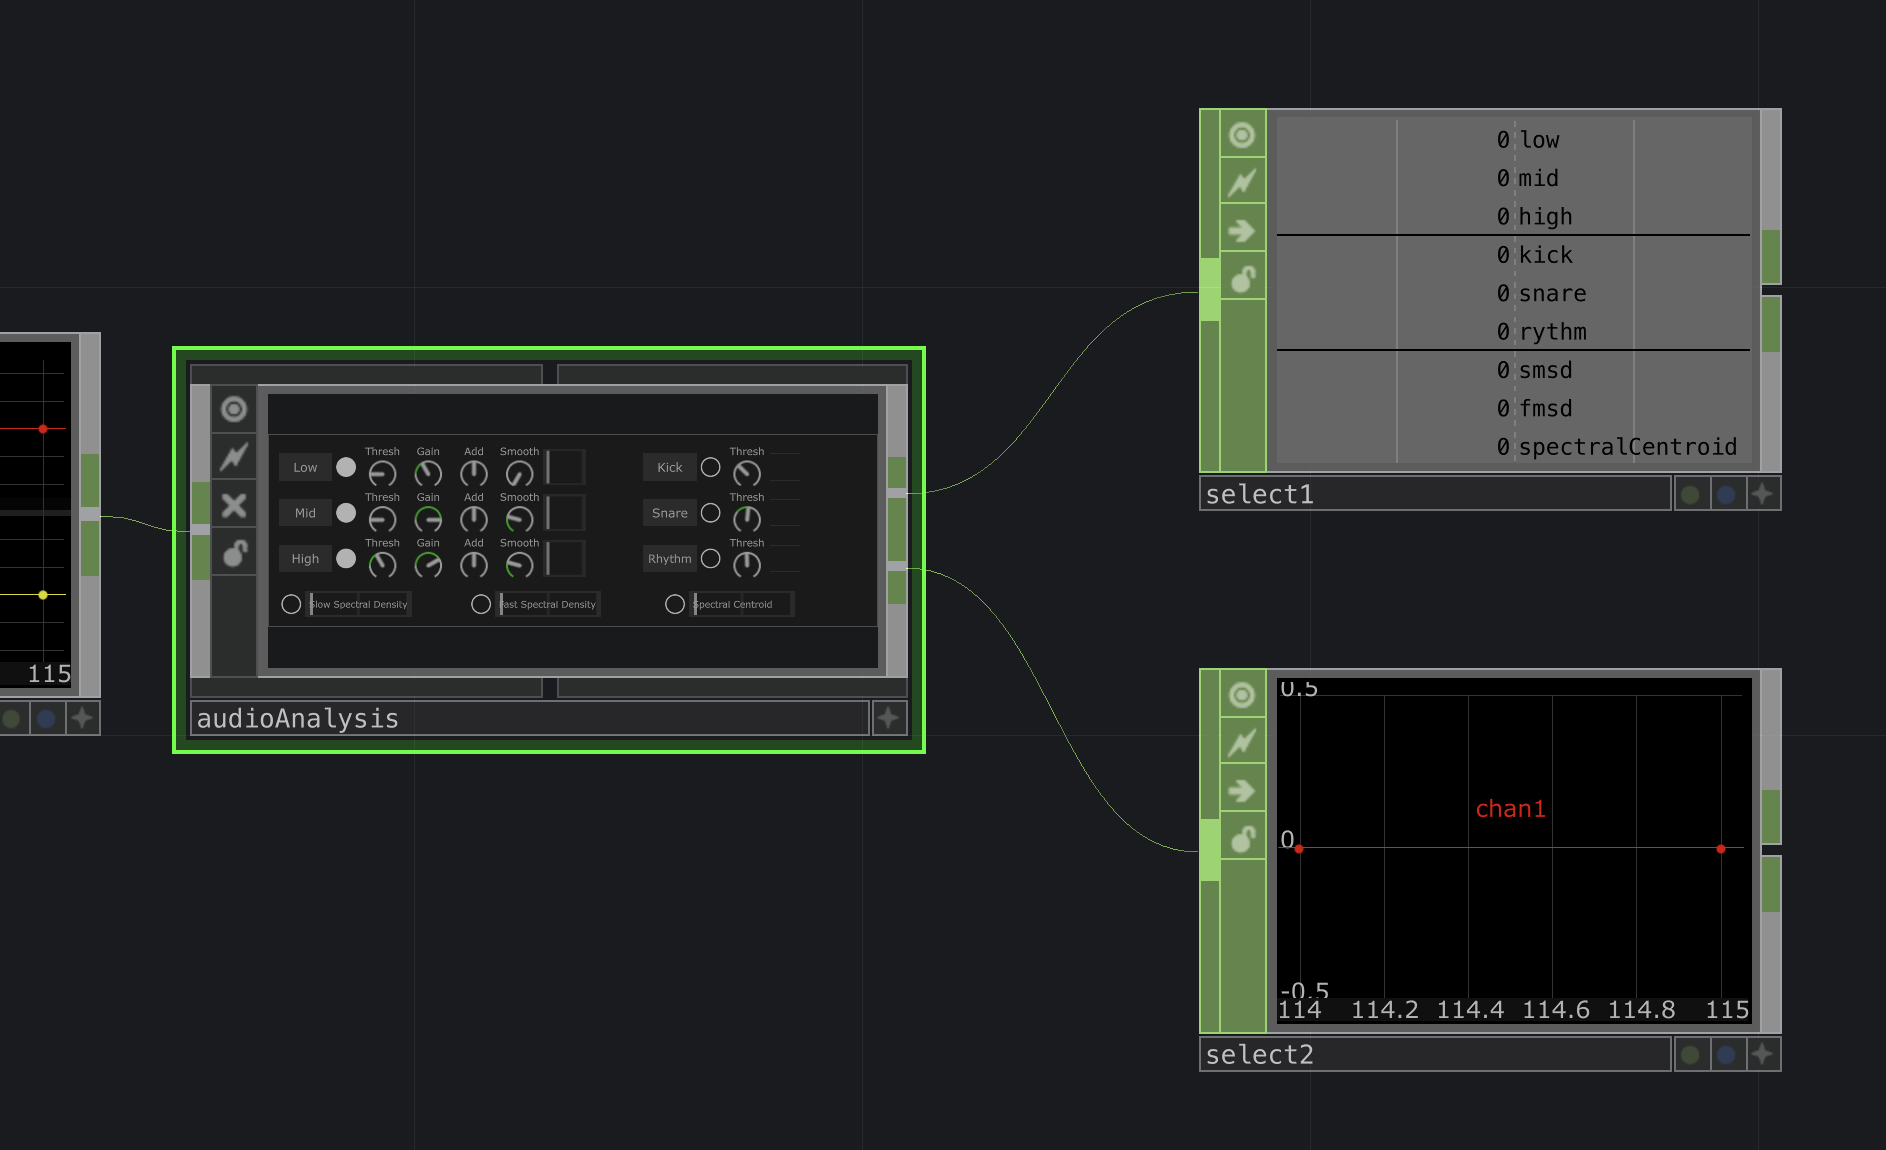 115
Thresh Gain Add Smooth
Low
Thresh Gain Add Smooth
Mid
Thresh Gain Add Smooth
High
Thresh
Kick
Thresh
Snare
Thresh
Rhythm
Slow Spectral Density
Fast Spectral Density
Spectral Centroid
audioAnalysis
0 low
0 mid
0 high
0 kick
0 snare
0 rythm
0 smsd
0 fmsd
0 spectralCentroid
select1
0.5
chan1
0
-0.5
114 114.2 114.4 114.6 114.8 115
select2